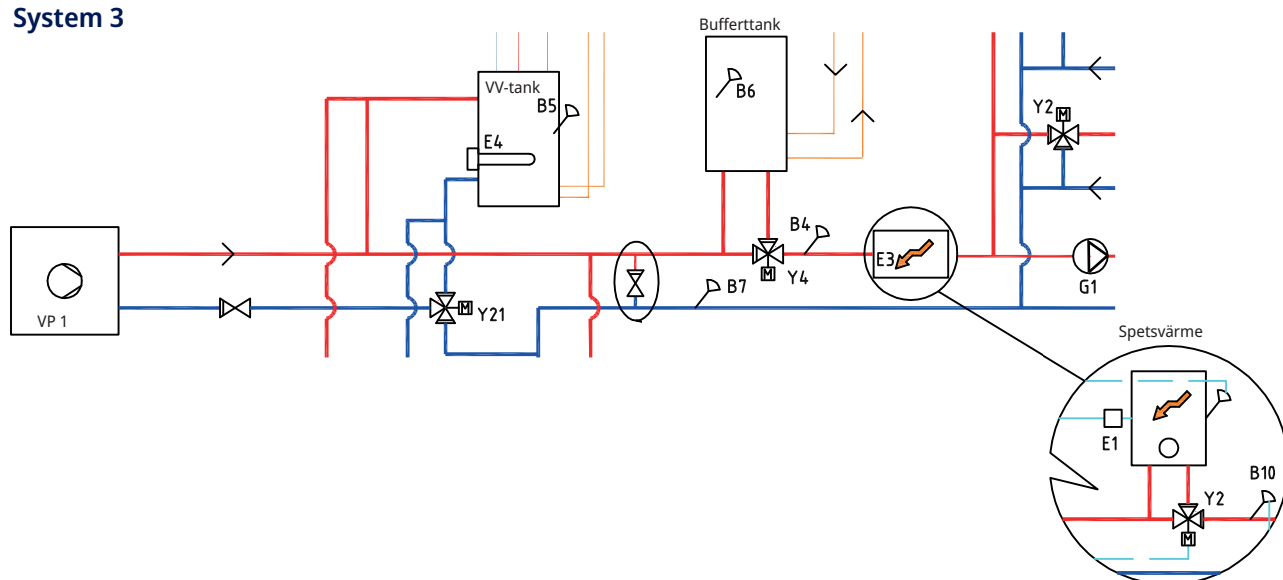 System 3
Bufferttank
VV-tank
B5
B6
E4
Y2
M
B4
E3
Y4
M
G1
B7
VP 1
M
Y21
Spetsvärme
E1
B10
Y2
M